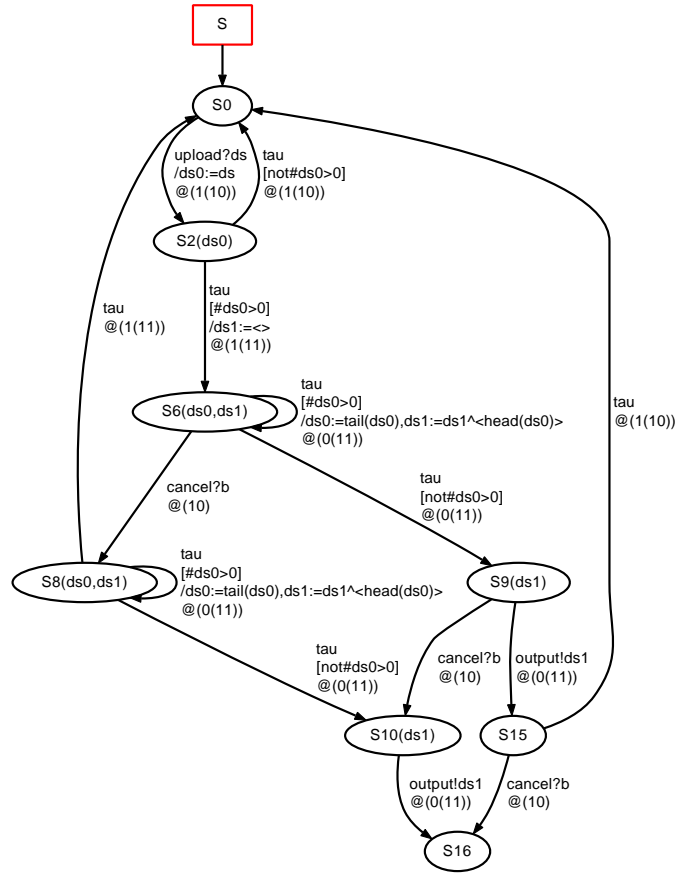 S
S0
upload?ds
/ds0:=ds
@(1(10))
tau
[not#ds0>0]
@(1(10))
S2(ds0)
tau
@(1(11))
tau
[#ds0>0]
/ds1:=<>
@(1(11))
S6(ds0,ds1)
tau
[#ds0>0]
/ds0:=tail(ds0),ds1:=ds1^<head(ds0)>
@(0(11))
tau
@(1(10))
cancel?b
@(10)
tau
[not#ds0>0]
@(0(11))
S8(ds0,ds1)
tau
[#ds0>0]
/ds0:=tail(ds0),ds1:=ds1^<head(ds0)>
@(0(11))
S9(ds1)
tau
[not#ds0>0]
@(0(11))
cancel?b
@(10)
output!ds1
@(0(11))
S10(ds1)
S15
output!ds1
@(0(11))
cancel?b
@(10)
S16